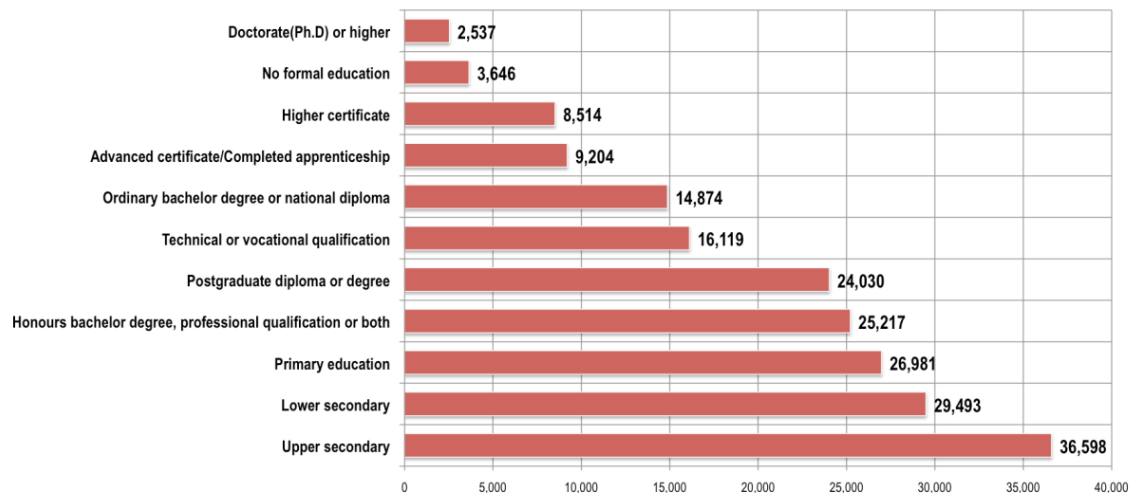 Doctorate(Ph.D) or higher 2,537
No formal education 3,646
Higher certificate 8,514
Advanced certificate/Completed apprenticeship 9,204
Ordinary bachelor degree or national diploma 14,874
Technical or vocational qualification 16,119
Postgraduate diploma or degree 24,030
Honours bachelor degree, professional qualification or both 25,217
Primary education 26,981
Lower secondary 29,493
Upper secondary 36,598
0 5,000 10,000 15,000 20,000 25,000 30,000 35,000 40,000